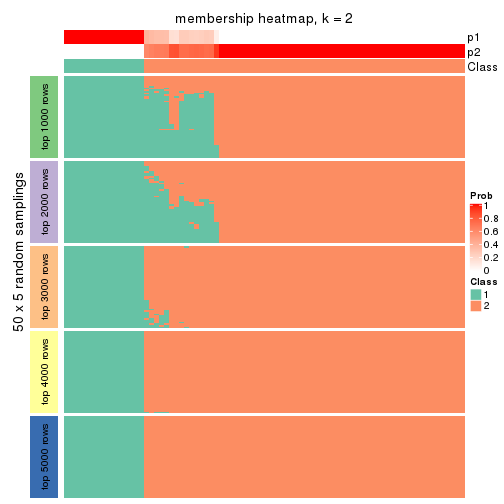 membership heatmap, k = 2
p1
p2
Class
50 x 5 random samplings
top 1000 rows
top 2000 rows
top 3000 rows
top 4000 rows
top 5000 rows
Prob
1
0.8
0.6
0.4
0.2
0
Class
1
2